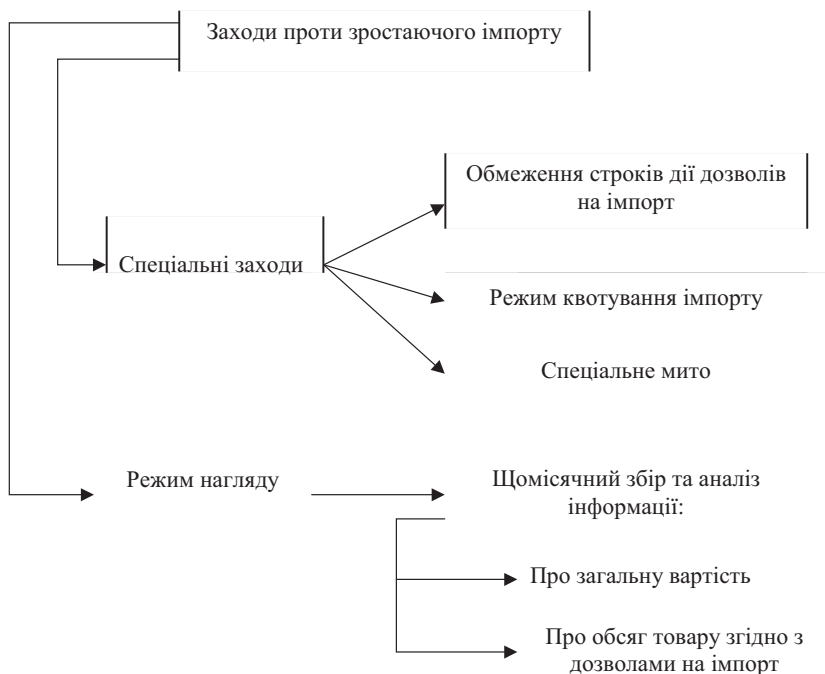 Заходи проти зростаючого імпорту
Обмеження строків дії дозволів
на імпорт
Спеціальні заходи
Режим квотування імпорту
Спеціальне мито
Режим нагляду
Щомісячний збір та аналіз
інформації:
Про загальну вартість
Про обсяг товару згідно з
дозволами на імпорт